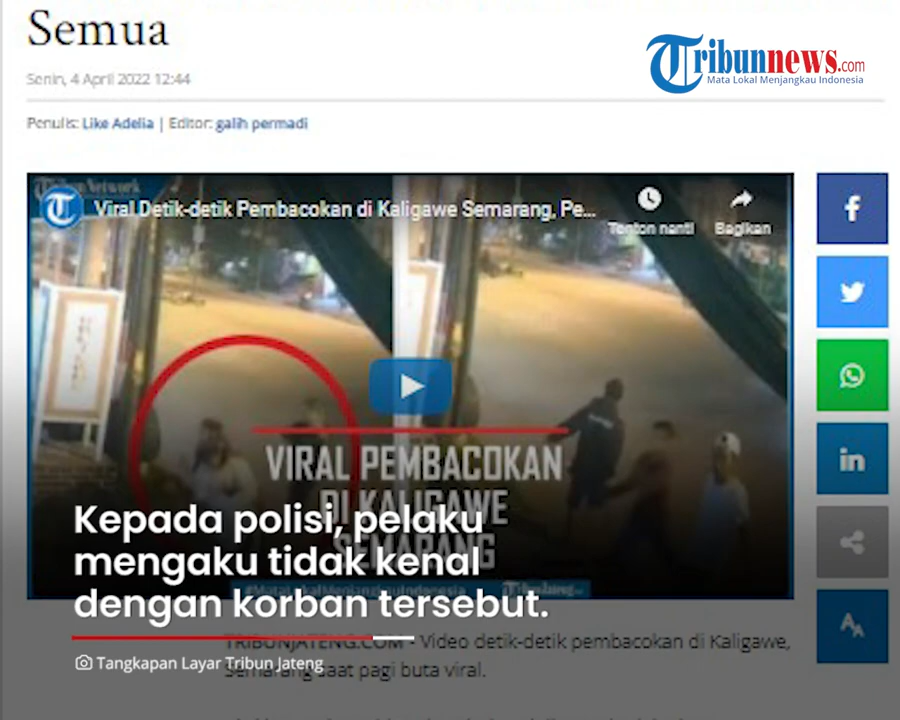 Semua
Senin, 4 April 2022 12:44
Tribunnews.com
Mata Lokal Menjangkau Indonesia
Penulis: Like Adelia | Editor: galih permadi
Viral Detik-detik Pembacokan di Kaligawe Semarang, Pe...
Tonton nanti
Bagikan
VIRAL PEMBACOKAN
DI KALIGAWE
SEMARANG
Kepada polisi, pelaku
mengaku tidak kenal
dengan korban tersebut.
#MataLokalMenjangkauIndonesia
TRIBUNJATENG.COM - Video detik-detik pembacokan di Kaligawe,
Tangkapan Layar Tribun Jateng
Semarang saat pagi buta viral.